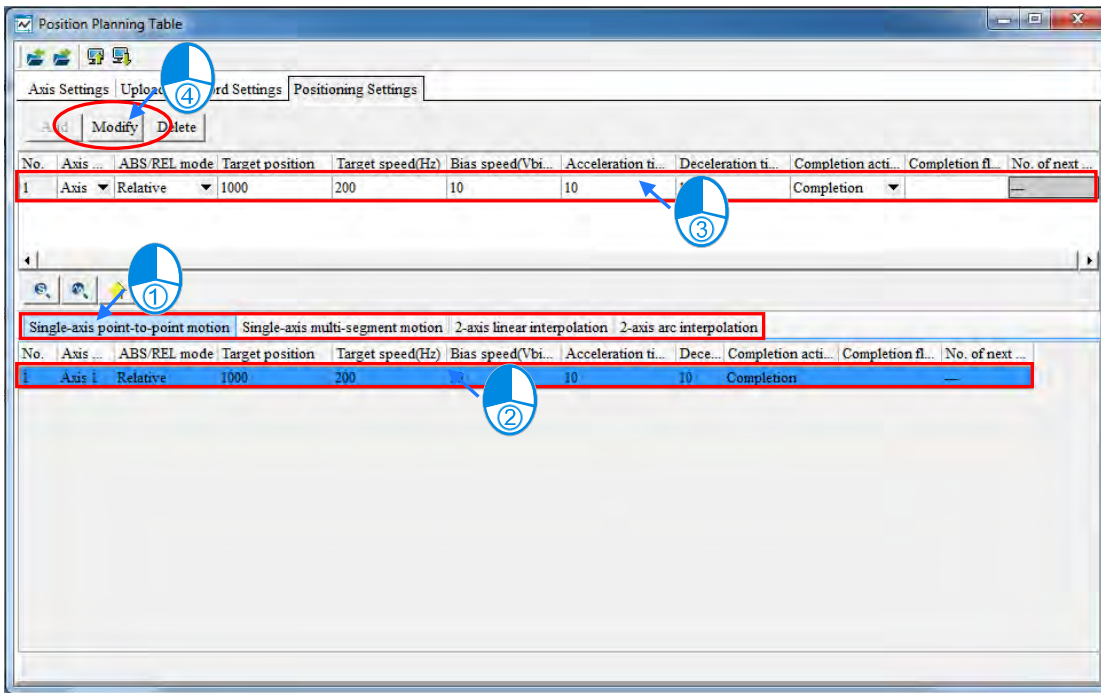 Position Planning Table
Axis Settings Upload rd Settings Positioning Settings
④
Add Modify Delete
No. Axis ... ABS/REL mode Target position Target speed(Hz) Bias speed(Vbi... Acceleration ti... Deceleration ti... Completion acti... Completion fl... No. of next ...
1 Axis Relative 1000 200 10 10 Completion —
③
①
Single-axis point-to-point motion Single-axis multi-segment motion 2-axis linear interpolation 2-axis arc interpolation
No. Axis ... ABS/REL mode Target position Target speed(Hz) Bias speed(Vbi... Acceleration ti... Dece... Completion acti... Completion fl... No. of next ...
1 Axis 1 Relative 1000 200 10 10 Completion —
②